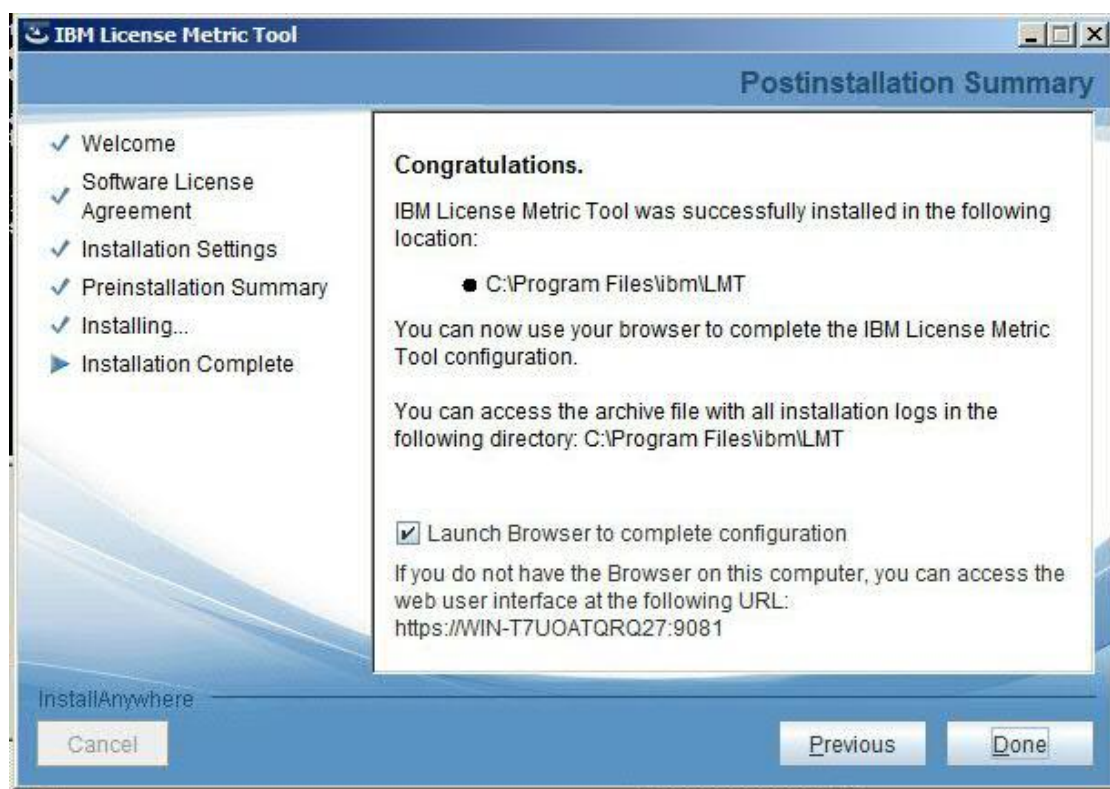 IBM License Metric Tool
Postinstallation Summary
Welcome
Software License
Agreement
Installation Settings
Preinstallation Summary
Installing...
Installation Complete
Congratulations.
IBM License Metric Tool was successfully installed in the following
location:
C:\Program Files\ibm\LMT
You can now use your browser to complete the IBM License Metric
Tool configuration.
You can access the archive file with all installation logs in the
following directory: C:\Program Files\ibm\LMT
Launch Browser to complete configuration
If you do not have the Browser on this computer, you can access the
web user interface at the following URL:
https://WIN-T7UOATQRQ27:9081
InstallAnywhere
Cancel
Previous
Done